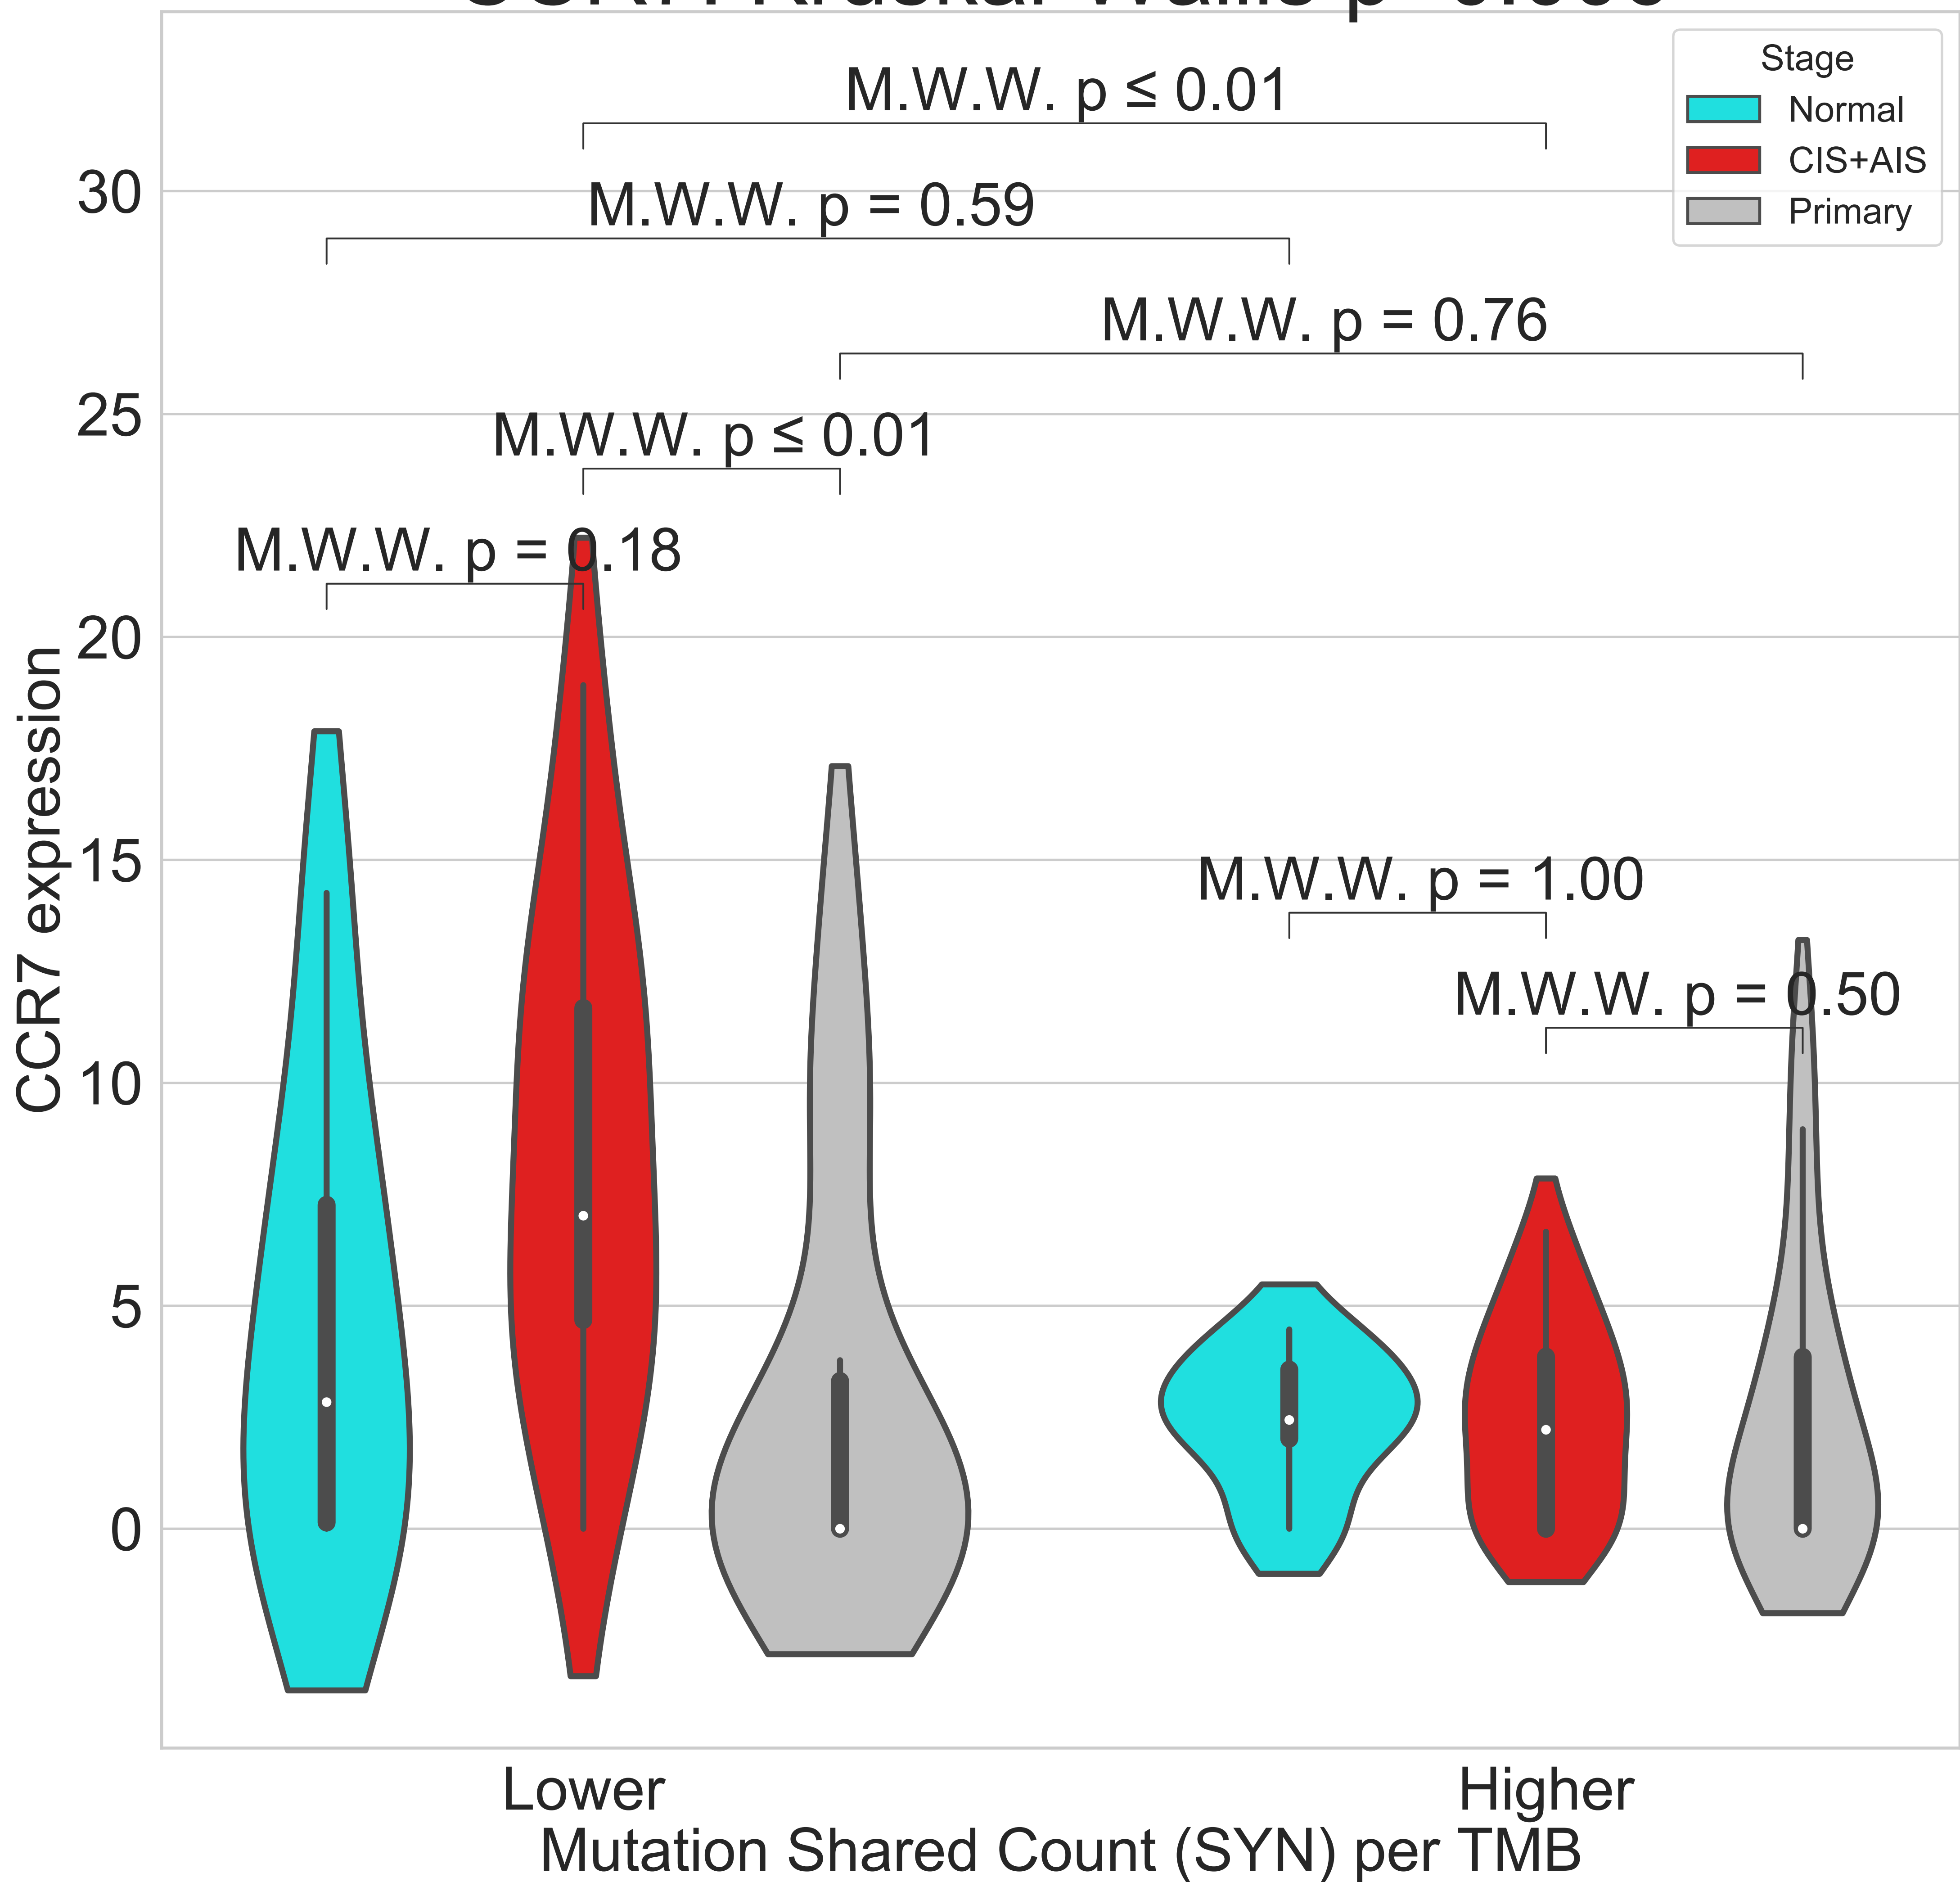 Stage
Normal
CIS+AIS
Primary
M.W.W. p ≤ 0.01
M.W.W. p = 0.59
M.W.W. p = 0.76
M.W.W. p ≤ 0.01
M.W.W. p = 0.18
M.W.W. p = 1.00
M.W.W. p = 0.50
30
25
20
15
10
5
0
CCR7 expression
Lower
Higher
Mutation Shared Count (SYN) per TMB